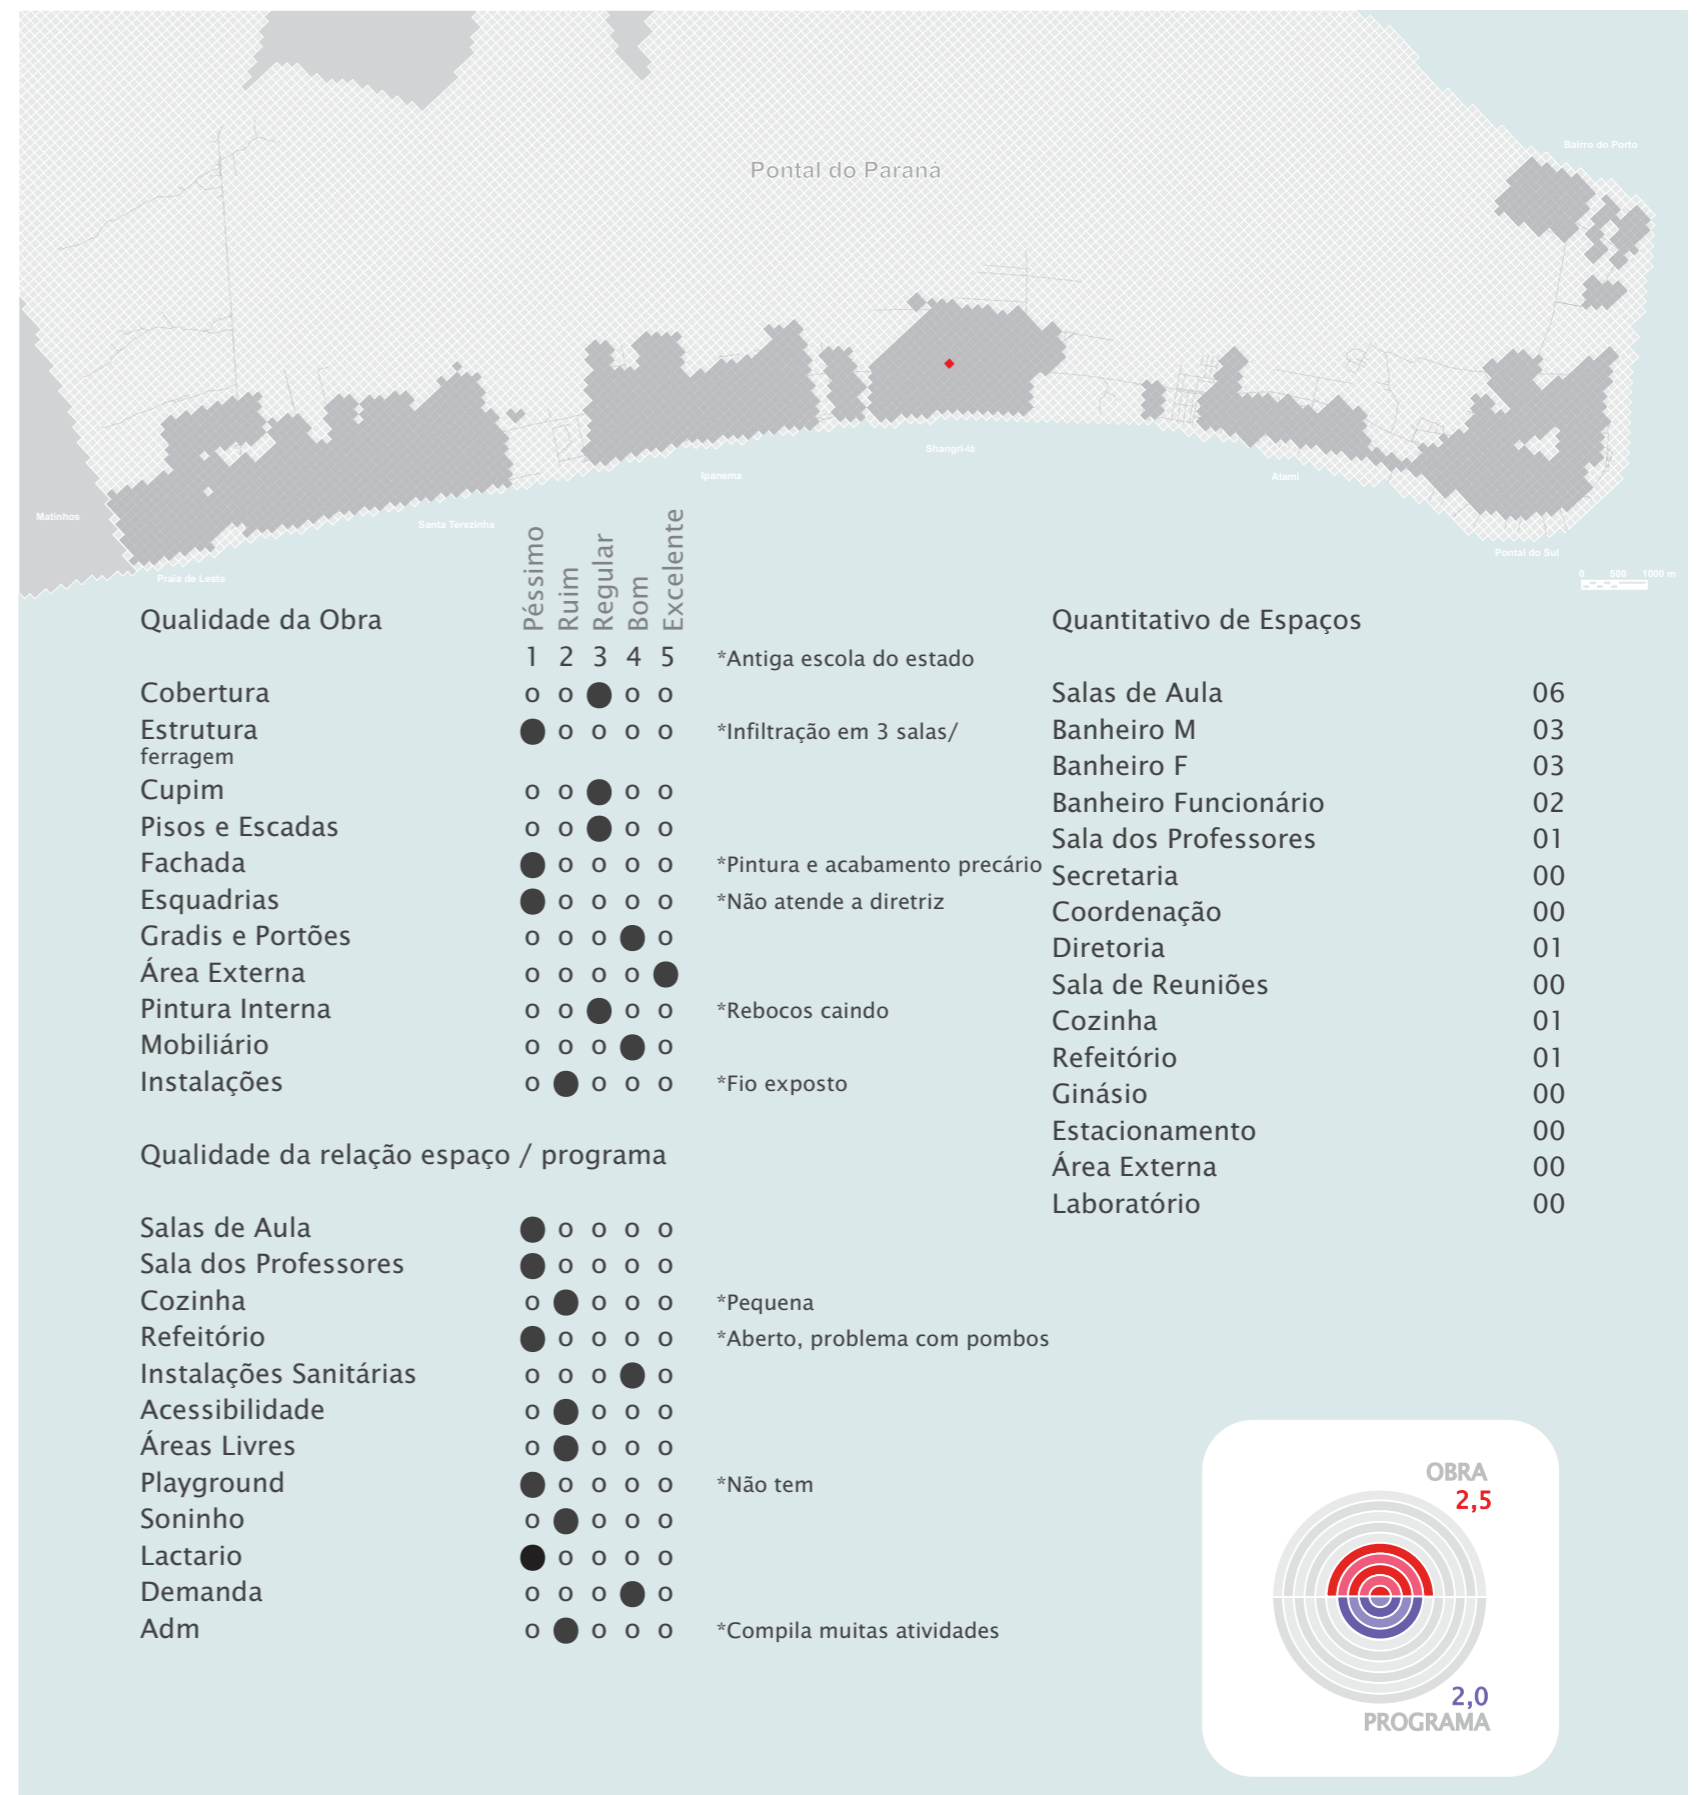 Pontal do Paraná
Bairro do Porto
Shangri-lá
Ipanema
Atami
Matinhos
Santa Terezinha
Pontal do Sul
Praia de Leste
0 500 1000 m
Péssimo
Ruim
Regular
Bom
Excelente
Qualidade da Obra
1 2 3 4 5 *Antiga escola do estado
Cobertura o o ● o o
Estrutura ● o o o o *Infiltração em 3 salas/
ferragem
Cupim o o ● o o
Pisos e Escadas o o ● o o
Fachada ● o o o o *Pintura e acabamento precário
Esquadrias ● o o o o *Não atende a diretriz
Gradis e Portões o o o ● o
Área Externa o o o o ●
Pintura Interna o o ● o o *Rebocos caindo
Mobiliário o o o ● o
Instalações o ● o o o *Fio exposto
Qualidade da relação espaço / programa
Salas de Aula ● o o o o
Sala dos Professores ● o o o o
Cozinha o ● o o o *Pequena
Refeitório ● o o o o *Aberto, problema com pombos
Instalações Sanitárias o o o ● o
Acessibilidade o ● o o o
Áreas Livres o ● o o o
Playground ● o o o o *Não tem
Soninho o ● o o o
Lactario ● o o o o
Demanda o o o ● o
Adm o ● o o o *Compila muitas atividades
Quantitativo de Espaços
Salas de Aula 06
Banheiro M 03
Banheiro F 03
Banheiro Funcionário 02
Sala dos Professores 01
Secretaria 00
Coordenação 00
Diretoria 01
Sala de Reuniões 00
Cozinha 01
Refeitório 01
Ginásio 00
Estacionamento 00
Área Externa 00
Laboratório 00
OBRA
2,5
2,0
PROGRAMA